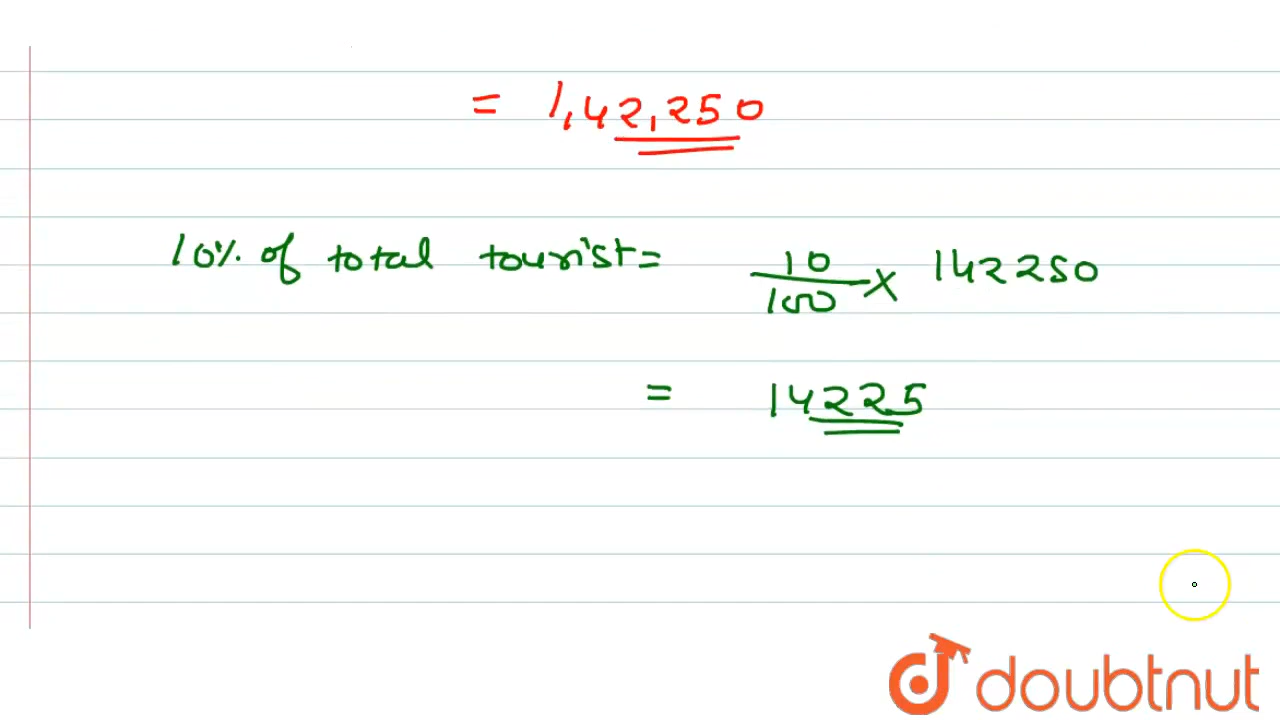 = 1,42,250
10% of total tourist = 10/100 × 142250
= 14225
doubtnut